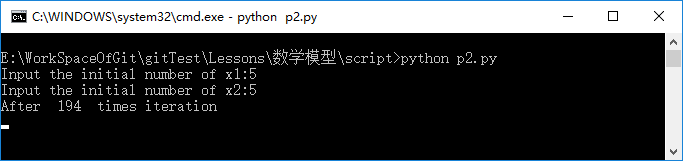 C:\WINDOWS\system32\cmd.exe - python  p2.py
E:\WorkSpaceOfGit\gitTest\Lessons\数学模型\script>python p2.py
Input the initial number of x1:5
Input the initial number of x2:5
After  194  times iteration